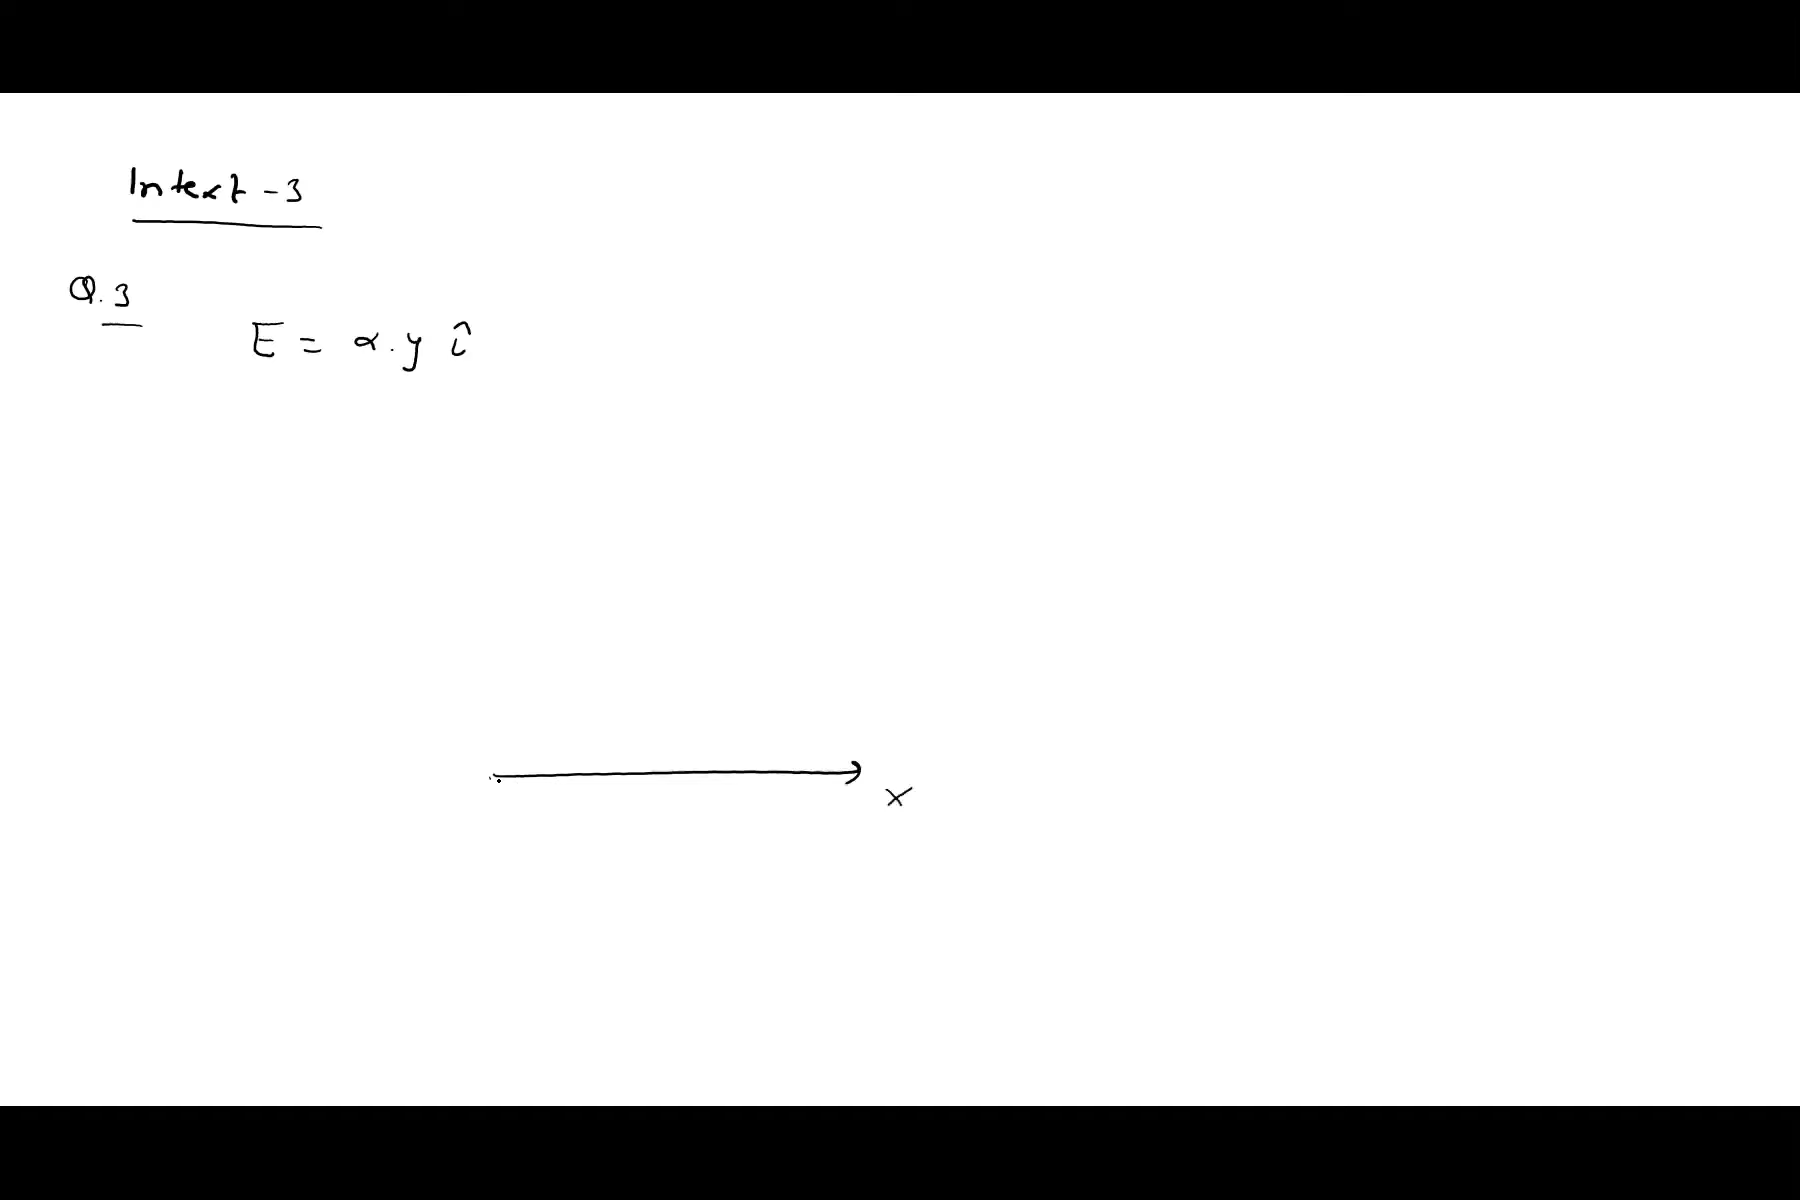 Intext - 3
Q. 3
E = α . y î
x